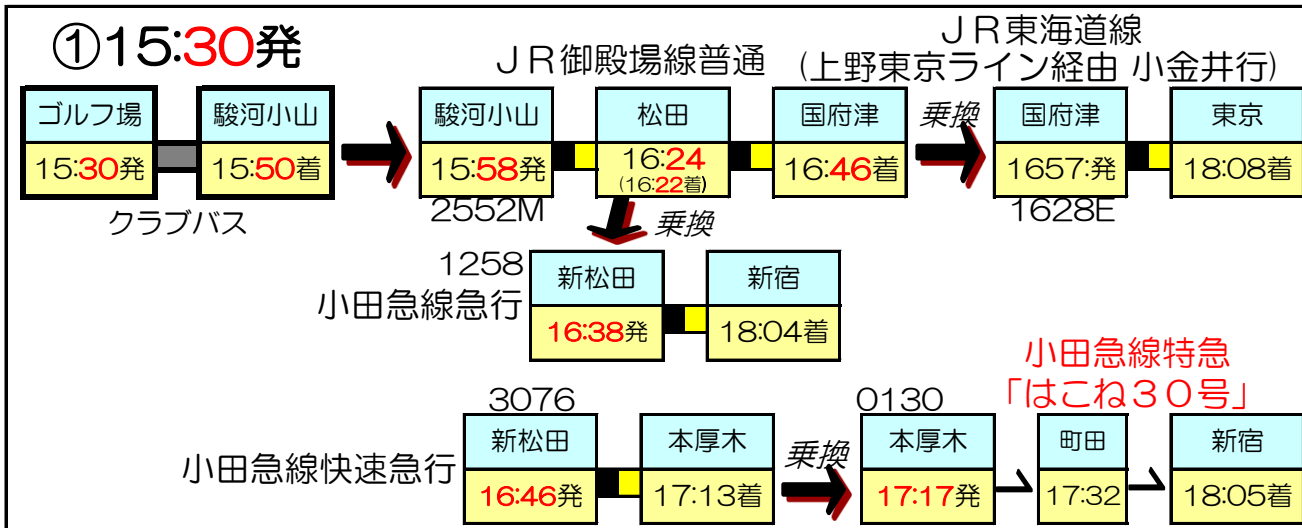 ①15:30発
ＪＲ御殿場線普通
ＪＲ東海道線
(上野東京ライン経由 小金井行)
ゴルフ場 駿河小山 駿河小山 松田 国府津 乗換 国府津 東京
15:30発 15:50着 15:58発 16:24 16:46着 1657:発 18:08着
(16:22着)
クラブバス 2552M 乗換 1628E
1258 新松田 新宿
小田急線急行 16:38発 18:04着
小田急線特急
3076 0130 「はこね３０号」
新松田 本厚木 乗換 本厚木 町田 新宿
小田急線快速急行 16:46発 17:13着 17:17発 17:32 18:05着